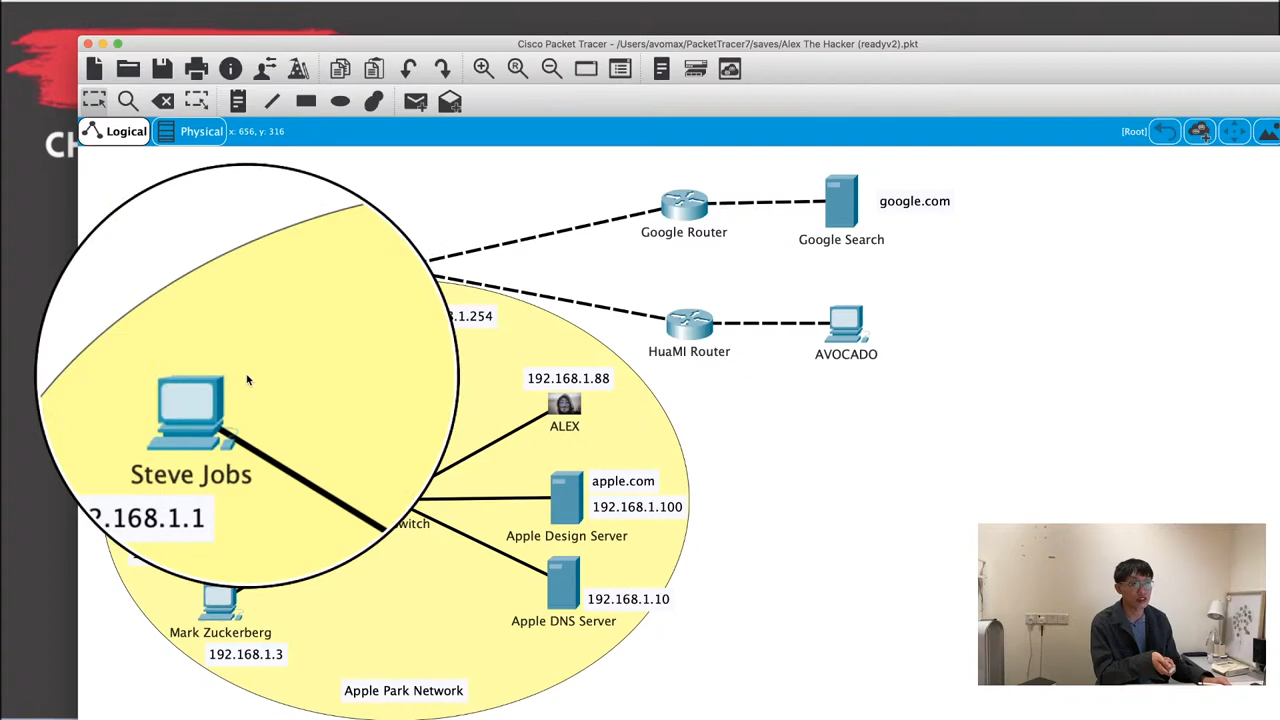 Cisco Packet Tracer - /Users/avomax/PacketTracer7/saves/Alex The Hacker (readyv2).pkt
CH
Logical
Physical
x: 656, y: 316
[Root]
google.com
Google Router
Google Search
.1.254
HuaMI Router
AVOCADO
192.168.1.88
ALEX
Steve Jobs
2.168.1.1
apple.com
192.168.1.100
witch
Apple Design Server
192.168.1.10
Apple DNS Server
Mark Zuckerberg
192.168.1.3
Apple Park Network